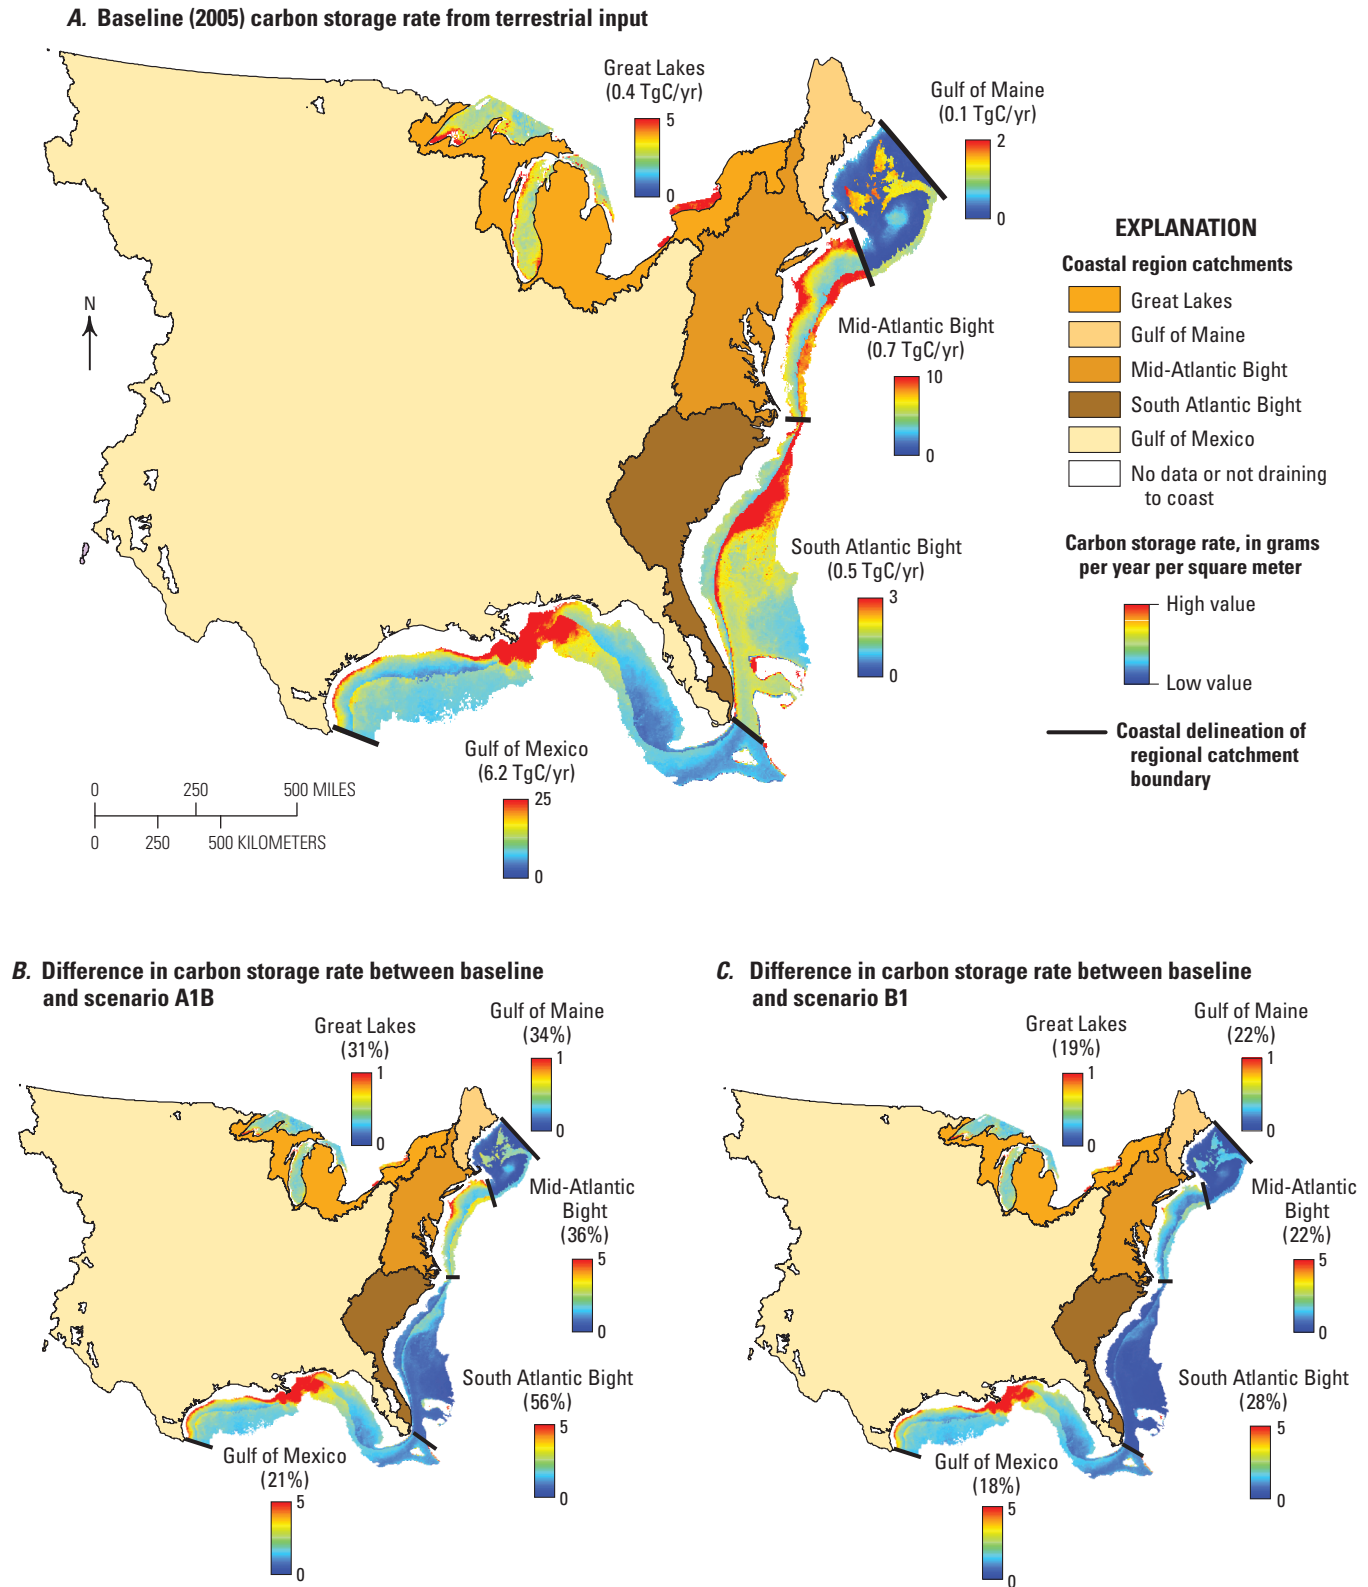 A. Baseline (2005) carbon storage rate from terrestrial input
Great Lakes
(0.4 TgC/yr)
5
0
Gulf of Maine
(0.1 TgC/yr)
2
0
N
Mid-Atlantic Bight
(0.7 TgC/yr)
10
0
South Atlantic Bight
(0.5 TgC/yr)
3
0
Gulf of Mexico
(6.2 TgC/yr)
25
0
0 250 500 MILES
0 250 500 KILOMETERS
EXPLANATION
Coastal region catchments
Great Lakes
Gulf of Maine
Mid-Atlantic Bight
South Atlantic Bight
Gulf of Mexico
No data or not draining
to coast
Carbon storage rate, in grams
per year per square meter
High value
Low value
Coastal delineation of
regional catchment
boundary
B. Difference in carbon storage rate between baseline
and scenario A1B
Great Lakes
(31%)
1
0
Gulf of Maine
(34%)
1
0
Mid-Atlantic
Bight
(36%)
5
0
South Atlantic Bight
(56%)
5
0
Gulf of Mexico
(21%)
5
0
C. Difference in carbon storage rate between baseline
and scenario B1
Great Lakes
(19%)
1
0
Gulf of Maine
(22%)
1
0
Mid-Atlantic
Bight
(22%)
5
0
South Atlantic Bight
(28%)
5
0
Gulf of Mexico
(18%)
5
0